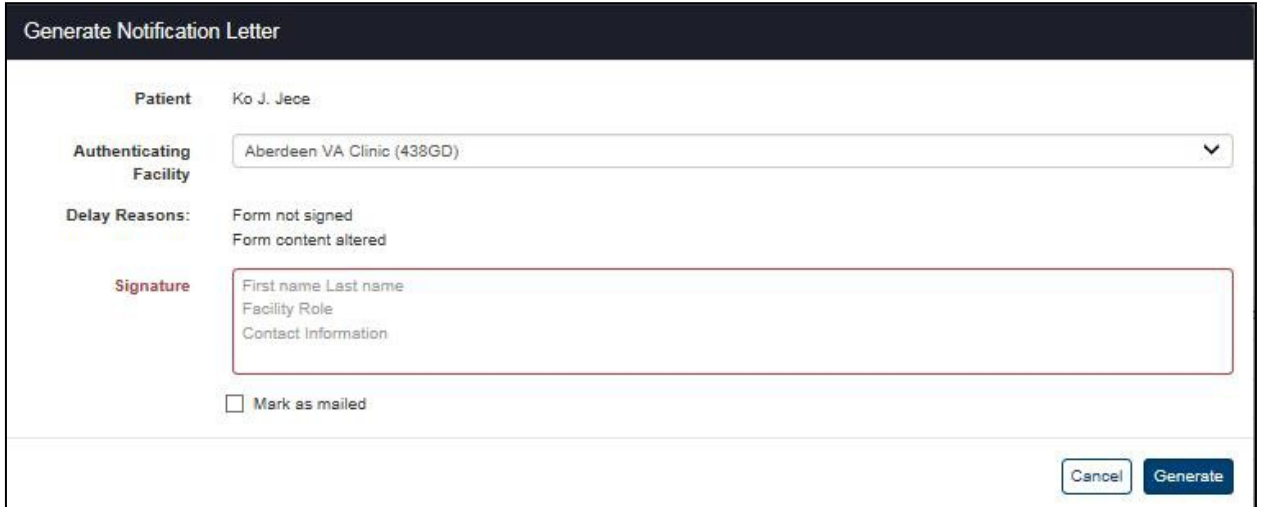 Generate Notification Letter
Patient Ko J. Jece
Authenticating Facility Aberdeen VA Clinic (438GD)
Delay Reasons: Form not signed
Form content altered
Signature First name Last name
Facility Role
Contact Information
Mark as mailed
Cancel Generate